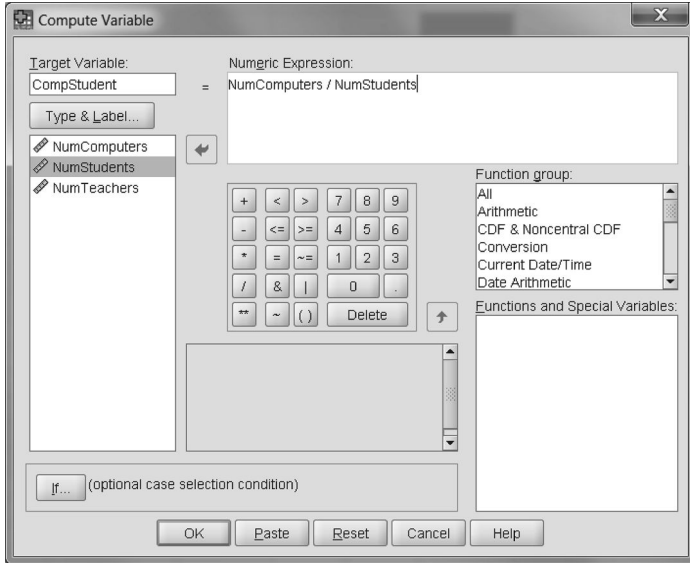 Compute Variable
X
Target Variable:
CompStudent
=
Numeric Expression:
NumComputers / NumStudents
Type & Label...
NumComputers
NumStudents
NumTeachers
+ < > 7 8 9
- <= >= 4 5 6
* = ~= 1 2 3
/ & | 0 .
** ~ ( ) Delete
Function group:
All
Arithmetic
CDF & Noncentral CDF
Conversion
Current Date/Time
Date Arithmetic
Functions and Special Variables:
If... (optional case selection condition)
OK Paste Reset Cancel Help